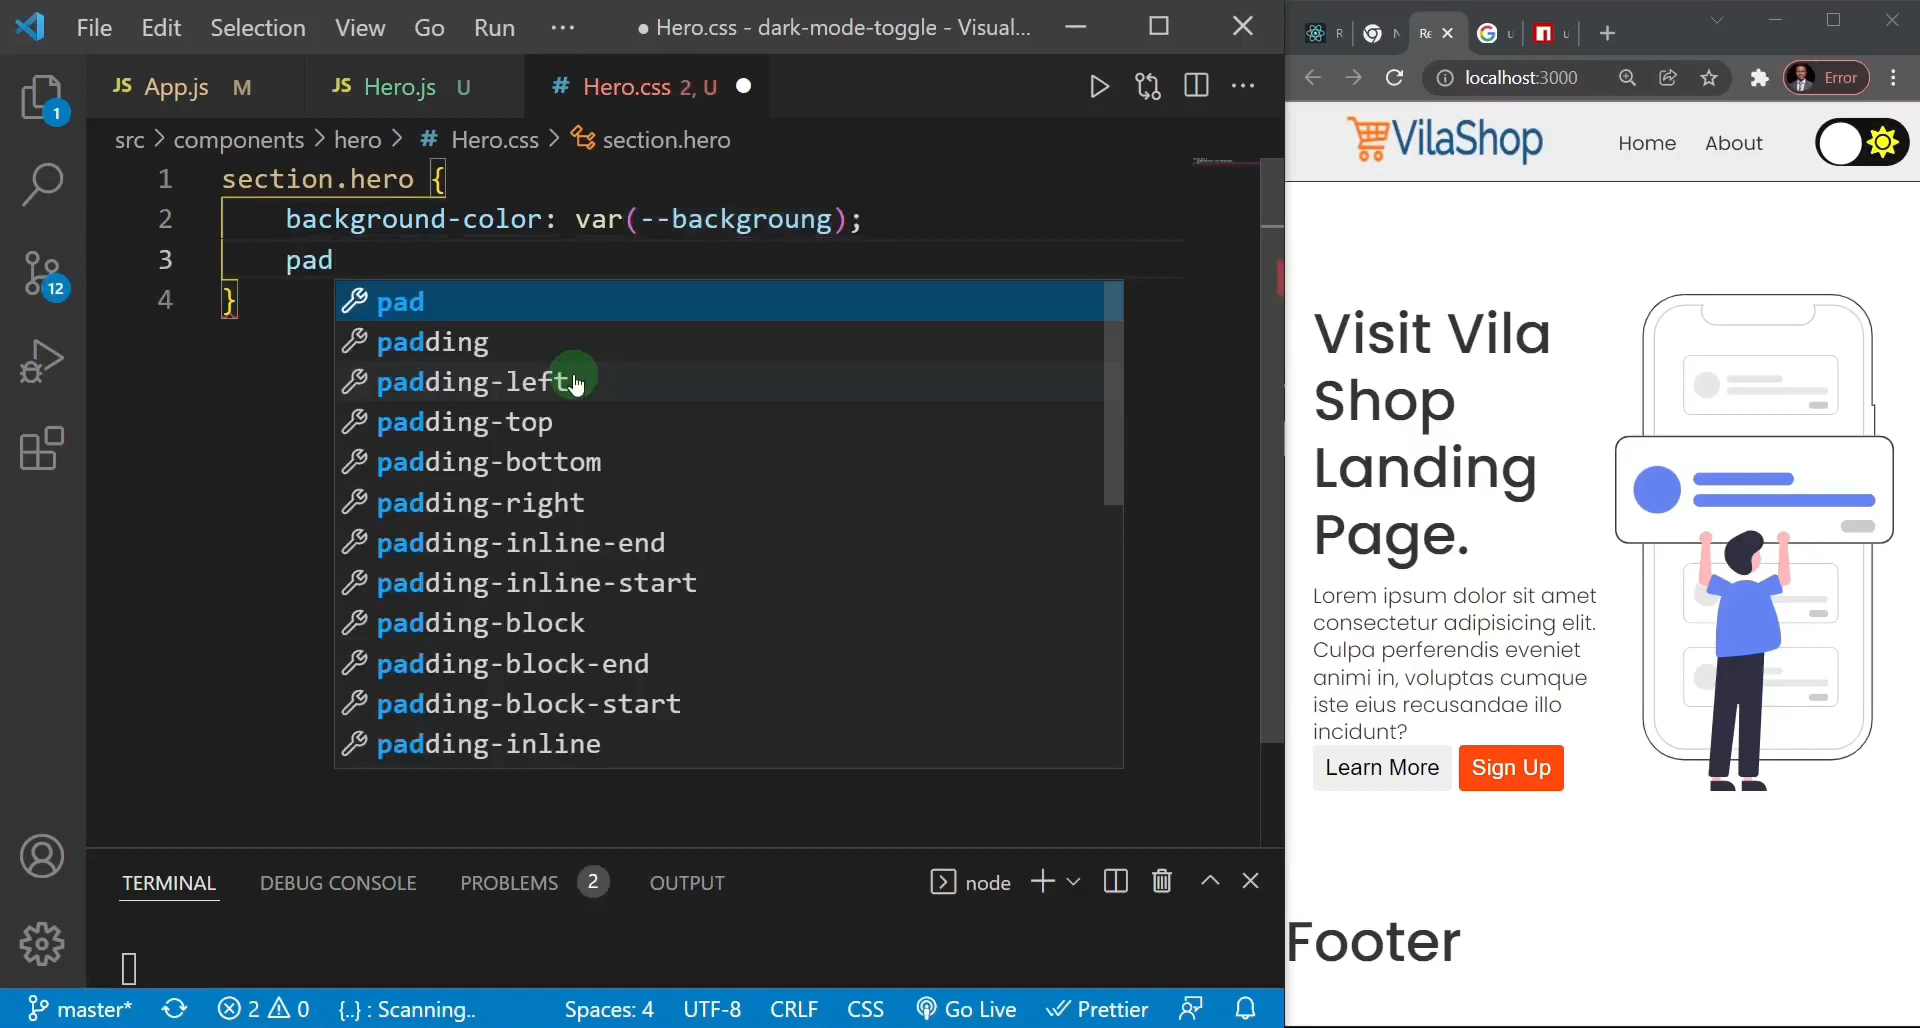 File Edit Selection View Go Run ··· ● Hero.css - dark-mode-toggle - Visual...
JS App.js M JS Hero.js U # Hero.css 2, U
src > components > hero > # Hero.css > section.hero
1 section.hero {
2 background-color: var(--backgroung);
3 pad
4 }
pad
padding
padding-left
padding-top
padding-bottom
padding-right
padding-inline-end
padding-inline-start
padding-block
padding-block-end
padding-block-start
padding-inline
1
12
TERMINAL DEBUG CONSOLE PROBLEMS 2 OUTPUT node
master* 2 0 {..} : Scanning.. Spaces: 4 UTF-8 CRLF CSS Go Live Prettier
R N Re u n u
localhost:3000 Error
VilaShop Home About
Visit Vila
Shop
Landing
Page.
Lorem ipsum dolor sit amet
consectetur adipisicing elit.
Culpa perferendis eveniet
animi in, voluptas cumque
iste eius recusandae illo
incidunt?
Learn More Sign Up
Footer